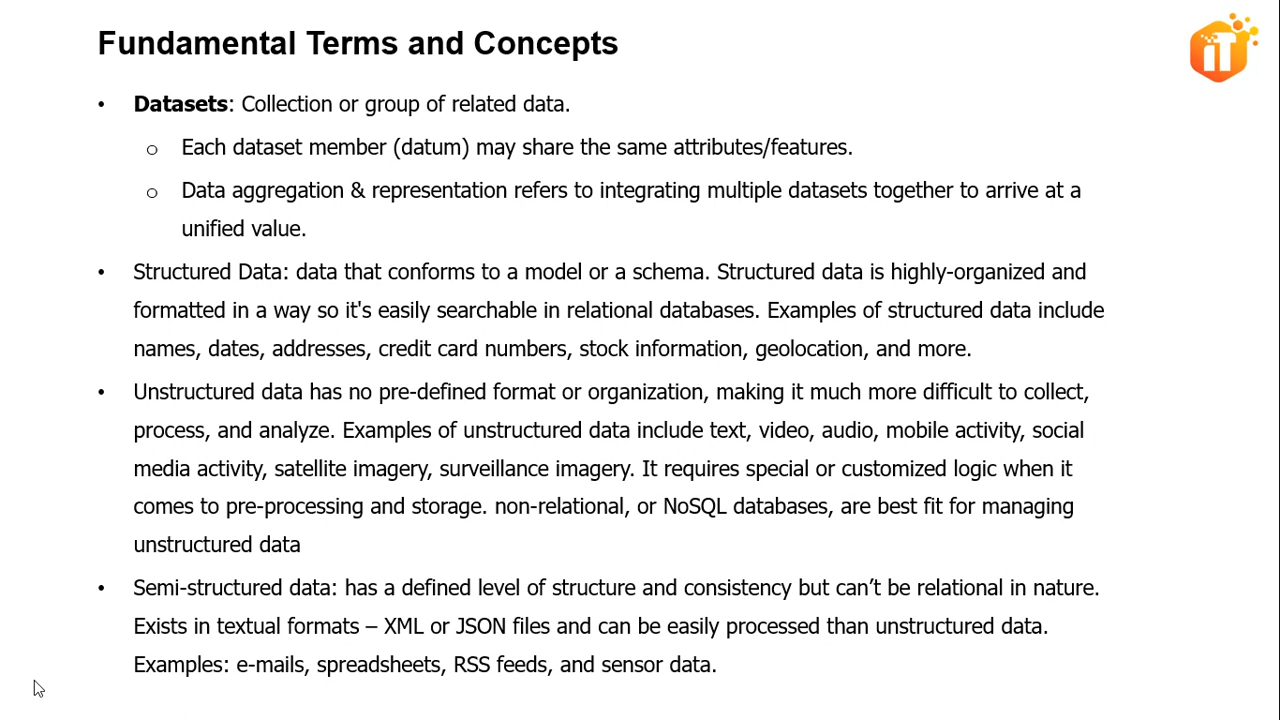 Fundamental Terms and Concepts
iT
• Datasets: Collection or group of related data.
o Each dataset member (datum) may share the same attributes/features.
o Data aggregation & representation refers to integrating multiple datasets together to arrive at a
unified value.
• Structured Data: data that conforms to a model or a schema. Structured data is highly-organized and
formatted in a way so it's easily searchable in relational databases. Examples of structured data include
names, dates, addresses, credit card numbers, stock information, geolocation, and more.
• Unstructured data has no pre-defined format or organization, making it much more difficult to collect,
process, and analyze. Examples of unstructured data include text, video, audio, mobile activity, social
media activity, satellite imagery, surveillance imagery. It requires special or customized logic when it
comes to pre-processing and storage. non-relational, or NoSQL databases, are best fit for managing
unstructured data
• Semi-structured data: has a defined level of structure and consistency but can’t be relational in nature.
Exists in textual formats – XML or JSON files and can be easily processed than unstructured data.
Examples: e-mails, spreadsheets, RSS feeds, and sensor data.